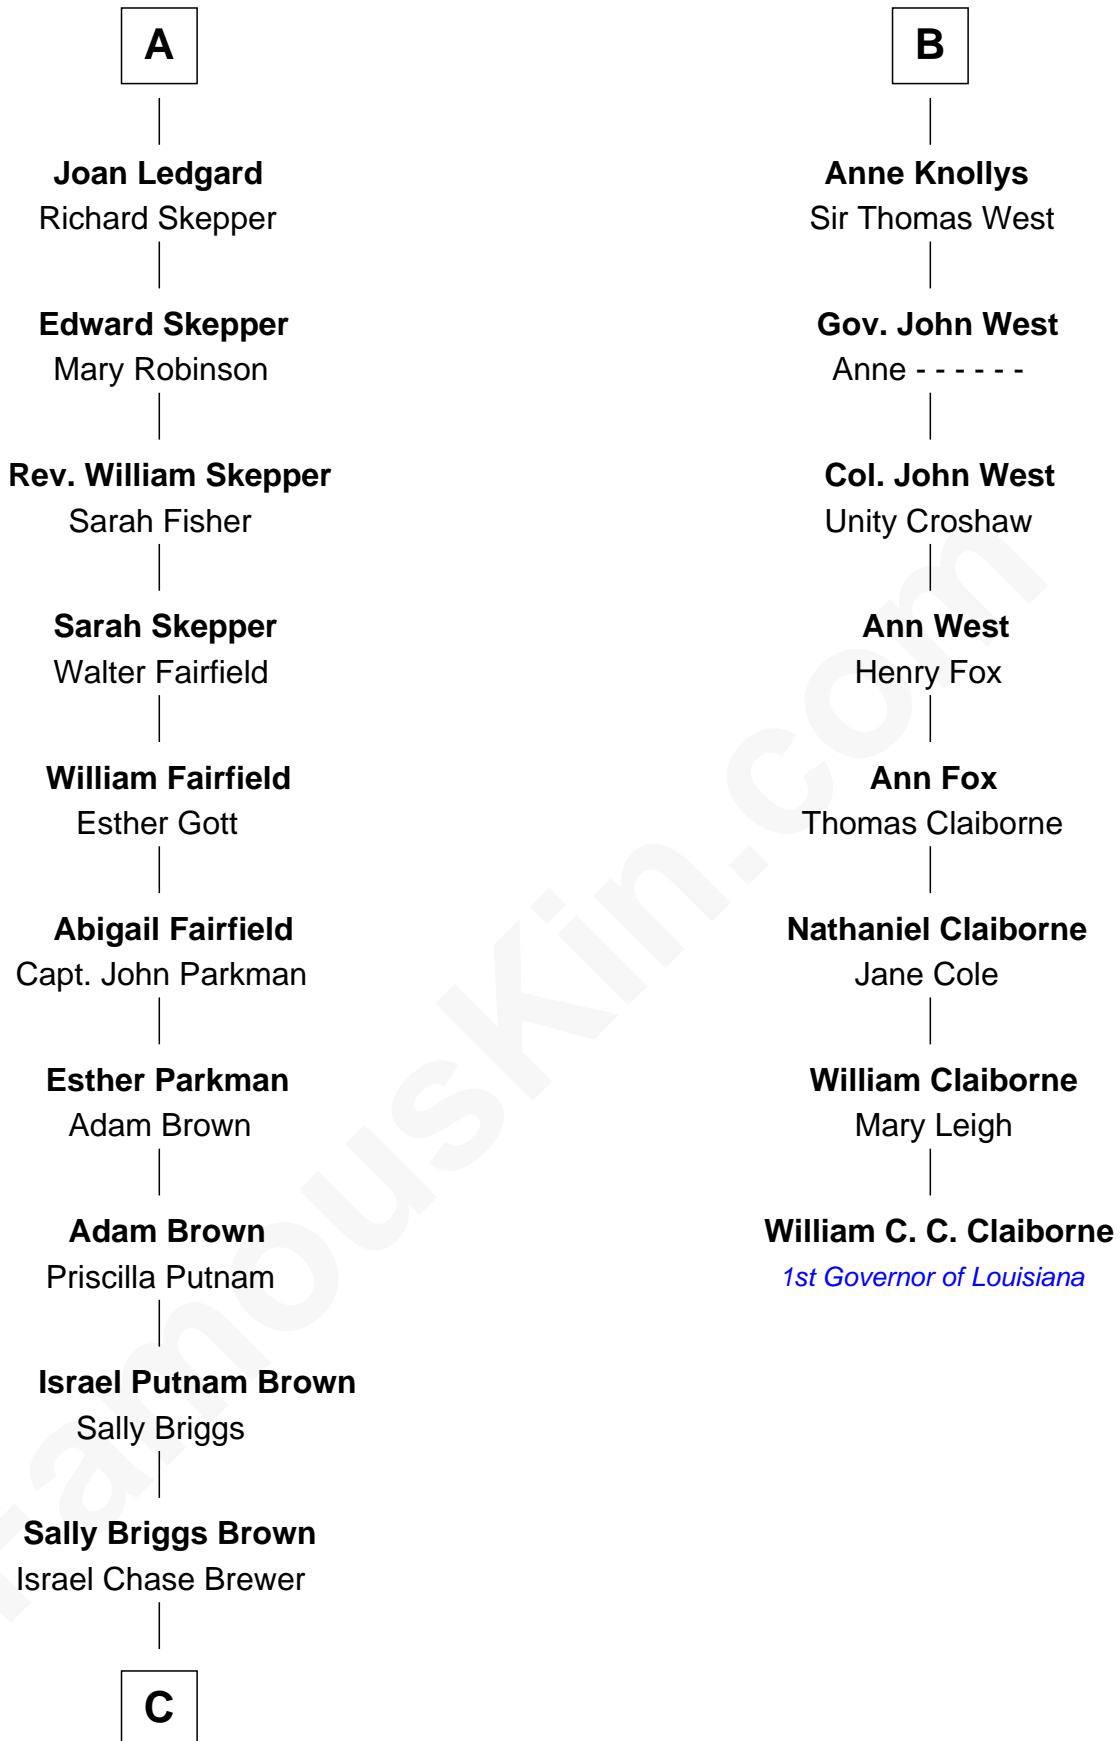 A
Joan Ledgard
Richard Skepper
Edward Skepper
Mary Robinson
Rev. William Skepper
Sarah Fisher
Sarah Skepper
Walter Fairfield
William Fairfield
Esther Gott
Abigail Fairfield
Capt. John Parkman
Esther Parkman
Adam Brown
Adam Brown
Priscilla Putnam
Israel Putnam Brown
Sally Briggs
Sally Briggs Brown
Israel Chase Brewer
C
B
Anne Knollys
Sir Thomas West
Gov. John West
Anne - - - - - -
Col. John West
Unity Croshaw
Ann West
Henry Fox
Ann Fox
Thomas Claiborne
Nathaniel Claiborne
Jane Cole
William Claiborne
Mary Leigh
William C. C. Claiborne
1st Governor of Louisiana
FamousKin.com